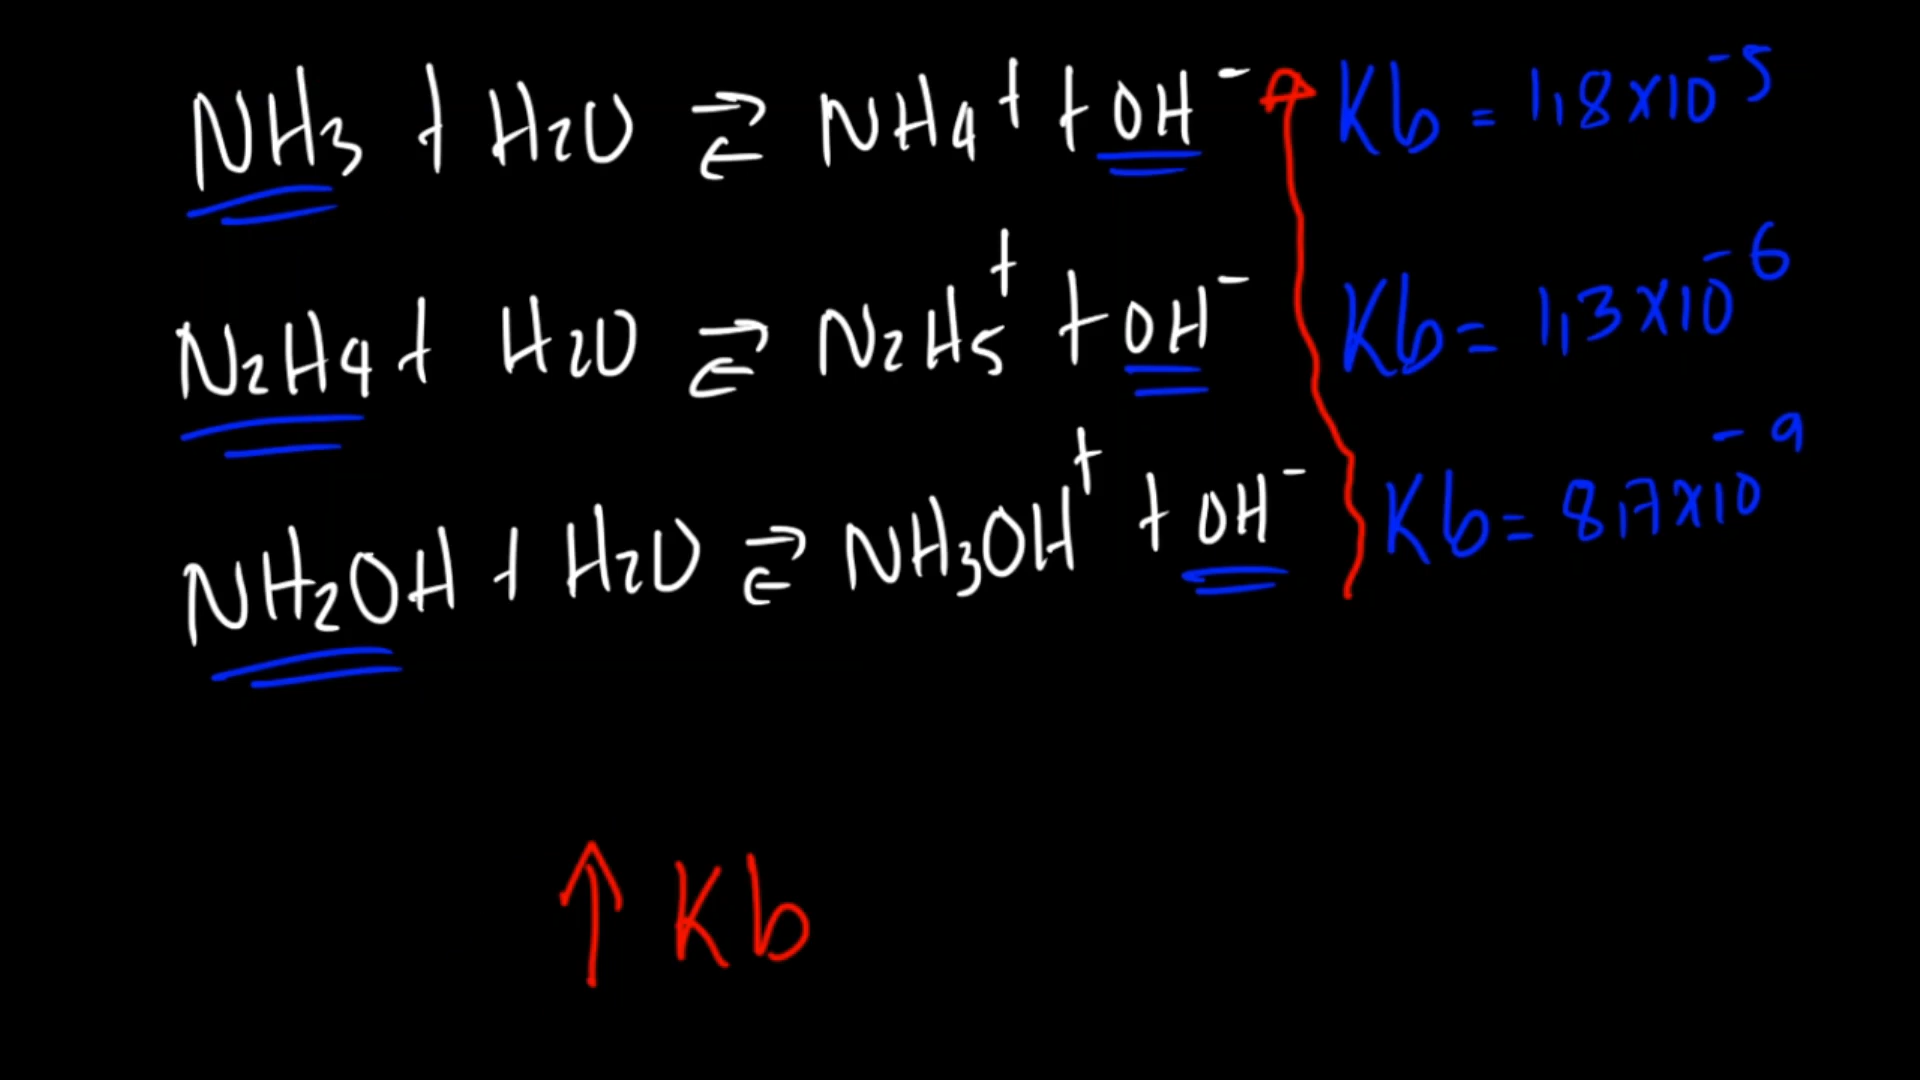 NH3 + H2O ⇄ NH4+ + OH- Kb = 1,8x10-5
N2H4 + H2O ⇄ N2H5+ + OH- Kb = 1,3x10-6
NH2OH + H2O ⇄ NH3OH+ + OH- Kb = 8,7x10-9
↑ Kb